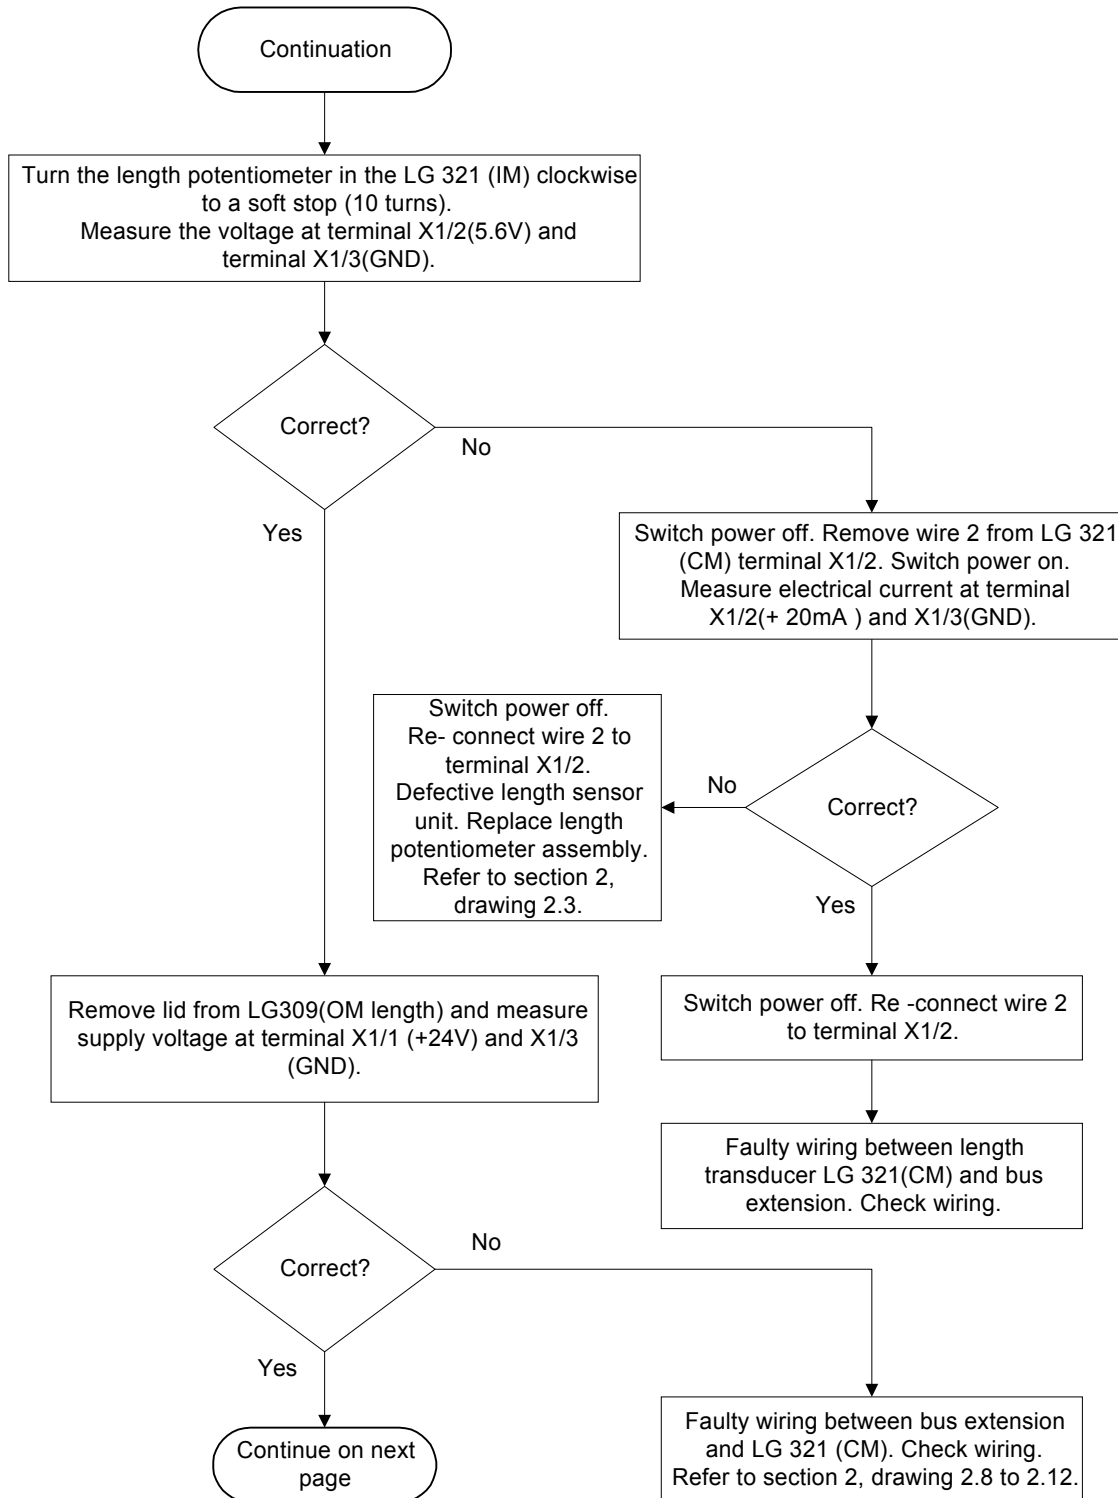 Continuation
Turn the length potentiometer in the LG 321 (IM) clockwise
to a soft stop (10 turns).
Measure the voltage at terminal X1/2(5.6V) and
terminal X1/3(GND).
Correct?
No
Yes
Switch power off. Remove wire 2 from LG 321
(CM) terminal X1/2. Switch power on.
Measure electrical current at terminal
X1/2(+ 20mA ) and X1/3(GND).
Switch power off.
Re- connect wire 2 to
terminal X1/2.
Defective length sensor
unit. Replace length
potentiometer assembly.
Refer to section 2,
drawing 2.3.
No
Correct?
Yes
Remove lid from LG309(OM length) and measure
supply voltage at terminal X1/1 (+24V) and X1/3
(GND).
Switch power off. Re -connect wire 2
to terminal X1/2.
Faulty wiring between length
transducer LG 321(CM) and bus
extension. Check wiring.
Correct?
No
Yes
Continue on next
page
Faulty wiring between bus extension
and LG 321 (CM). Check wiring.
Refer to section 2, drawing 2.8 to 2.12.